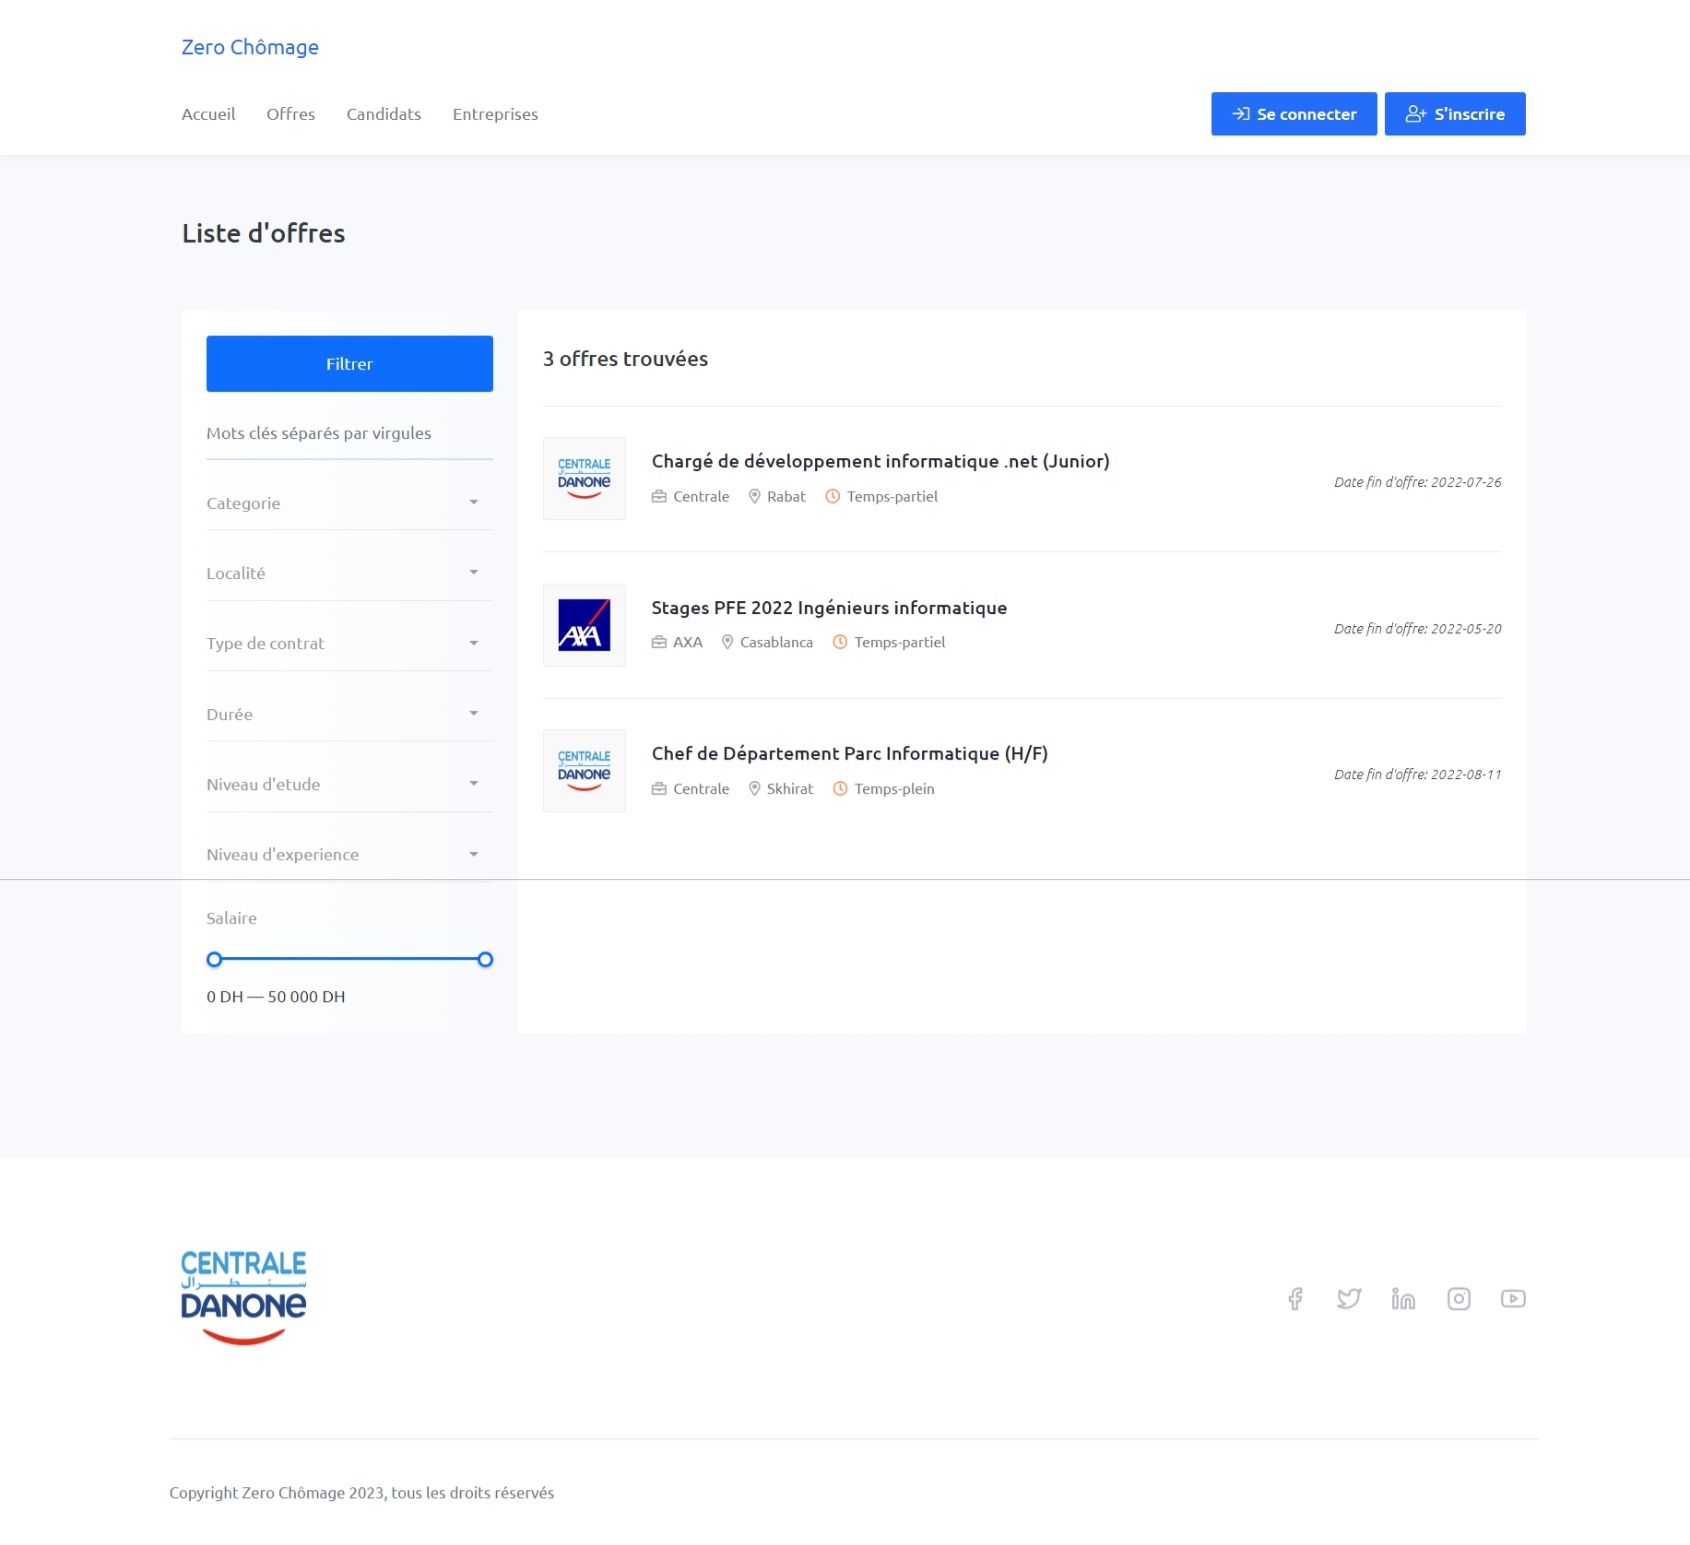 Zero Chômage
Accueil Offres Candidats Entreprises Se connecter S'inscrire
Liste d'offres
Filtrer
Mots clés séparés par virgules
Categorie
Localité
Type de contrat
Durée
Niveau d'etude
Niveau d'experience
Salaire
0 DH — 50 000 DH
3 offres trouvées
CENTRALE
DANONE
Chargé de développement informatique .net (Junior)
Centrale Rabat Temps-partiel
Date fin d'offre: 2022-07-26
AXA
Stages PFE 2022 Ingénieurs informatique
AXA Casablanca Temps-partiel
Date fin d'offre: 2022-05-20
CENTRALE
DANONE
Chef de Département Parc Informatique (H/F)
Centrale Skhirat Temps-plein
Date fin d'offre: 2022-08-11
CENTRALE
سنطرال
DANONE
Copyright Zero Chômage 2023, tous les droits réservés